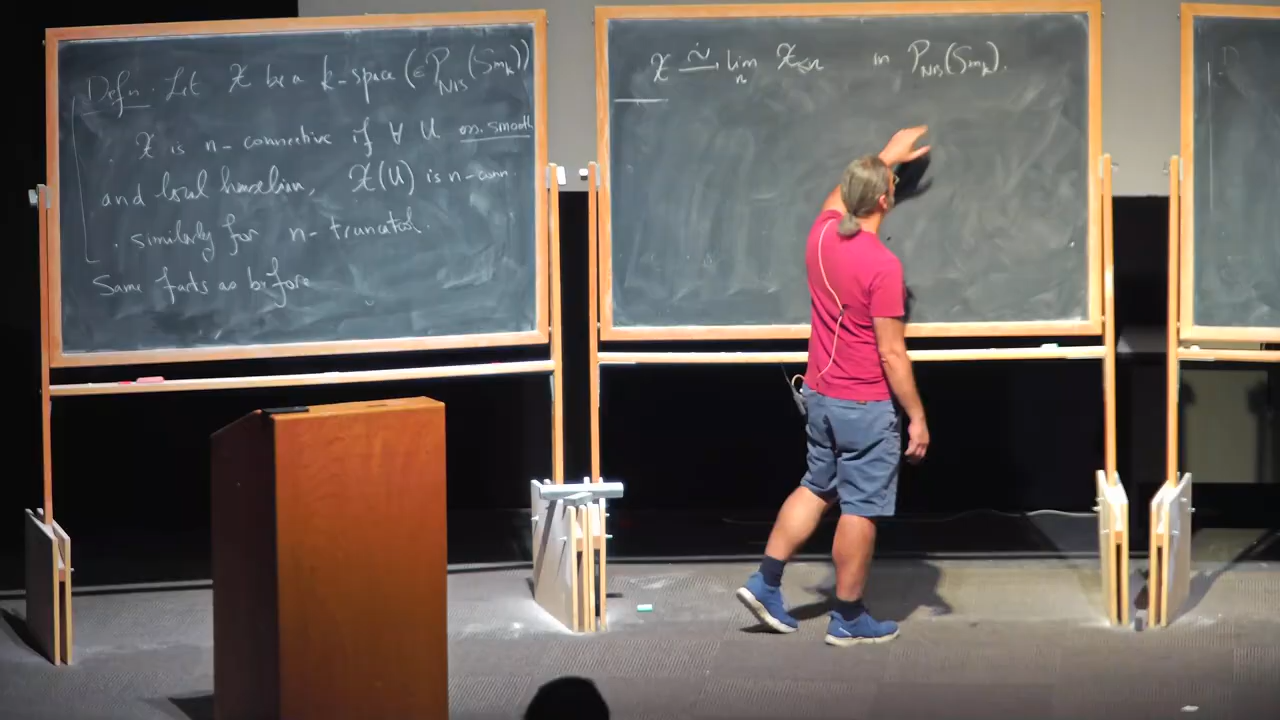 Defn. Let 𝒳 be a k-space (∈ P_Nis(Sm_k))
· 𝒳 is n-connective if ∀ U ess. smooth
and local henselian, 𝒳(U) is n-conn.
· similarly for n-truncated.
Same facts as before
𝒳 ≃→ lim_n 𝒳_≤n in P_Nis(Sm_k).